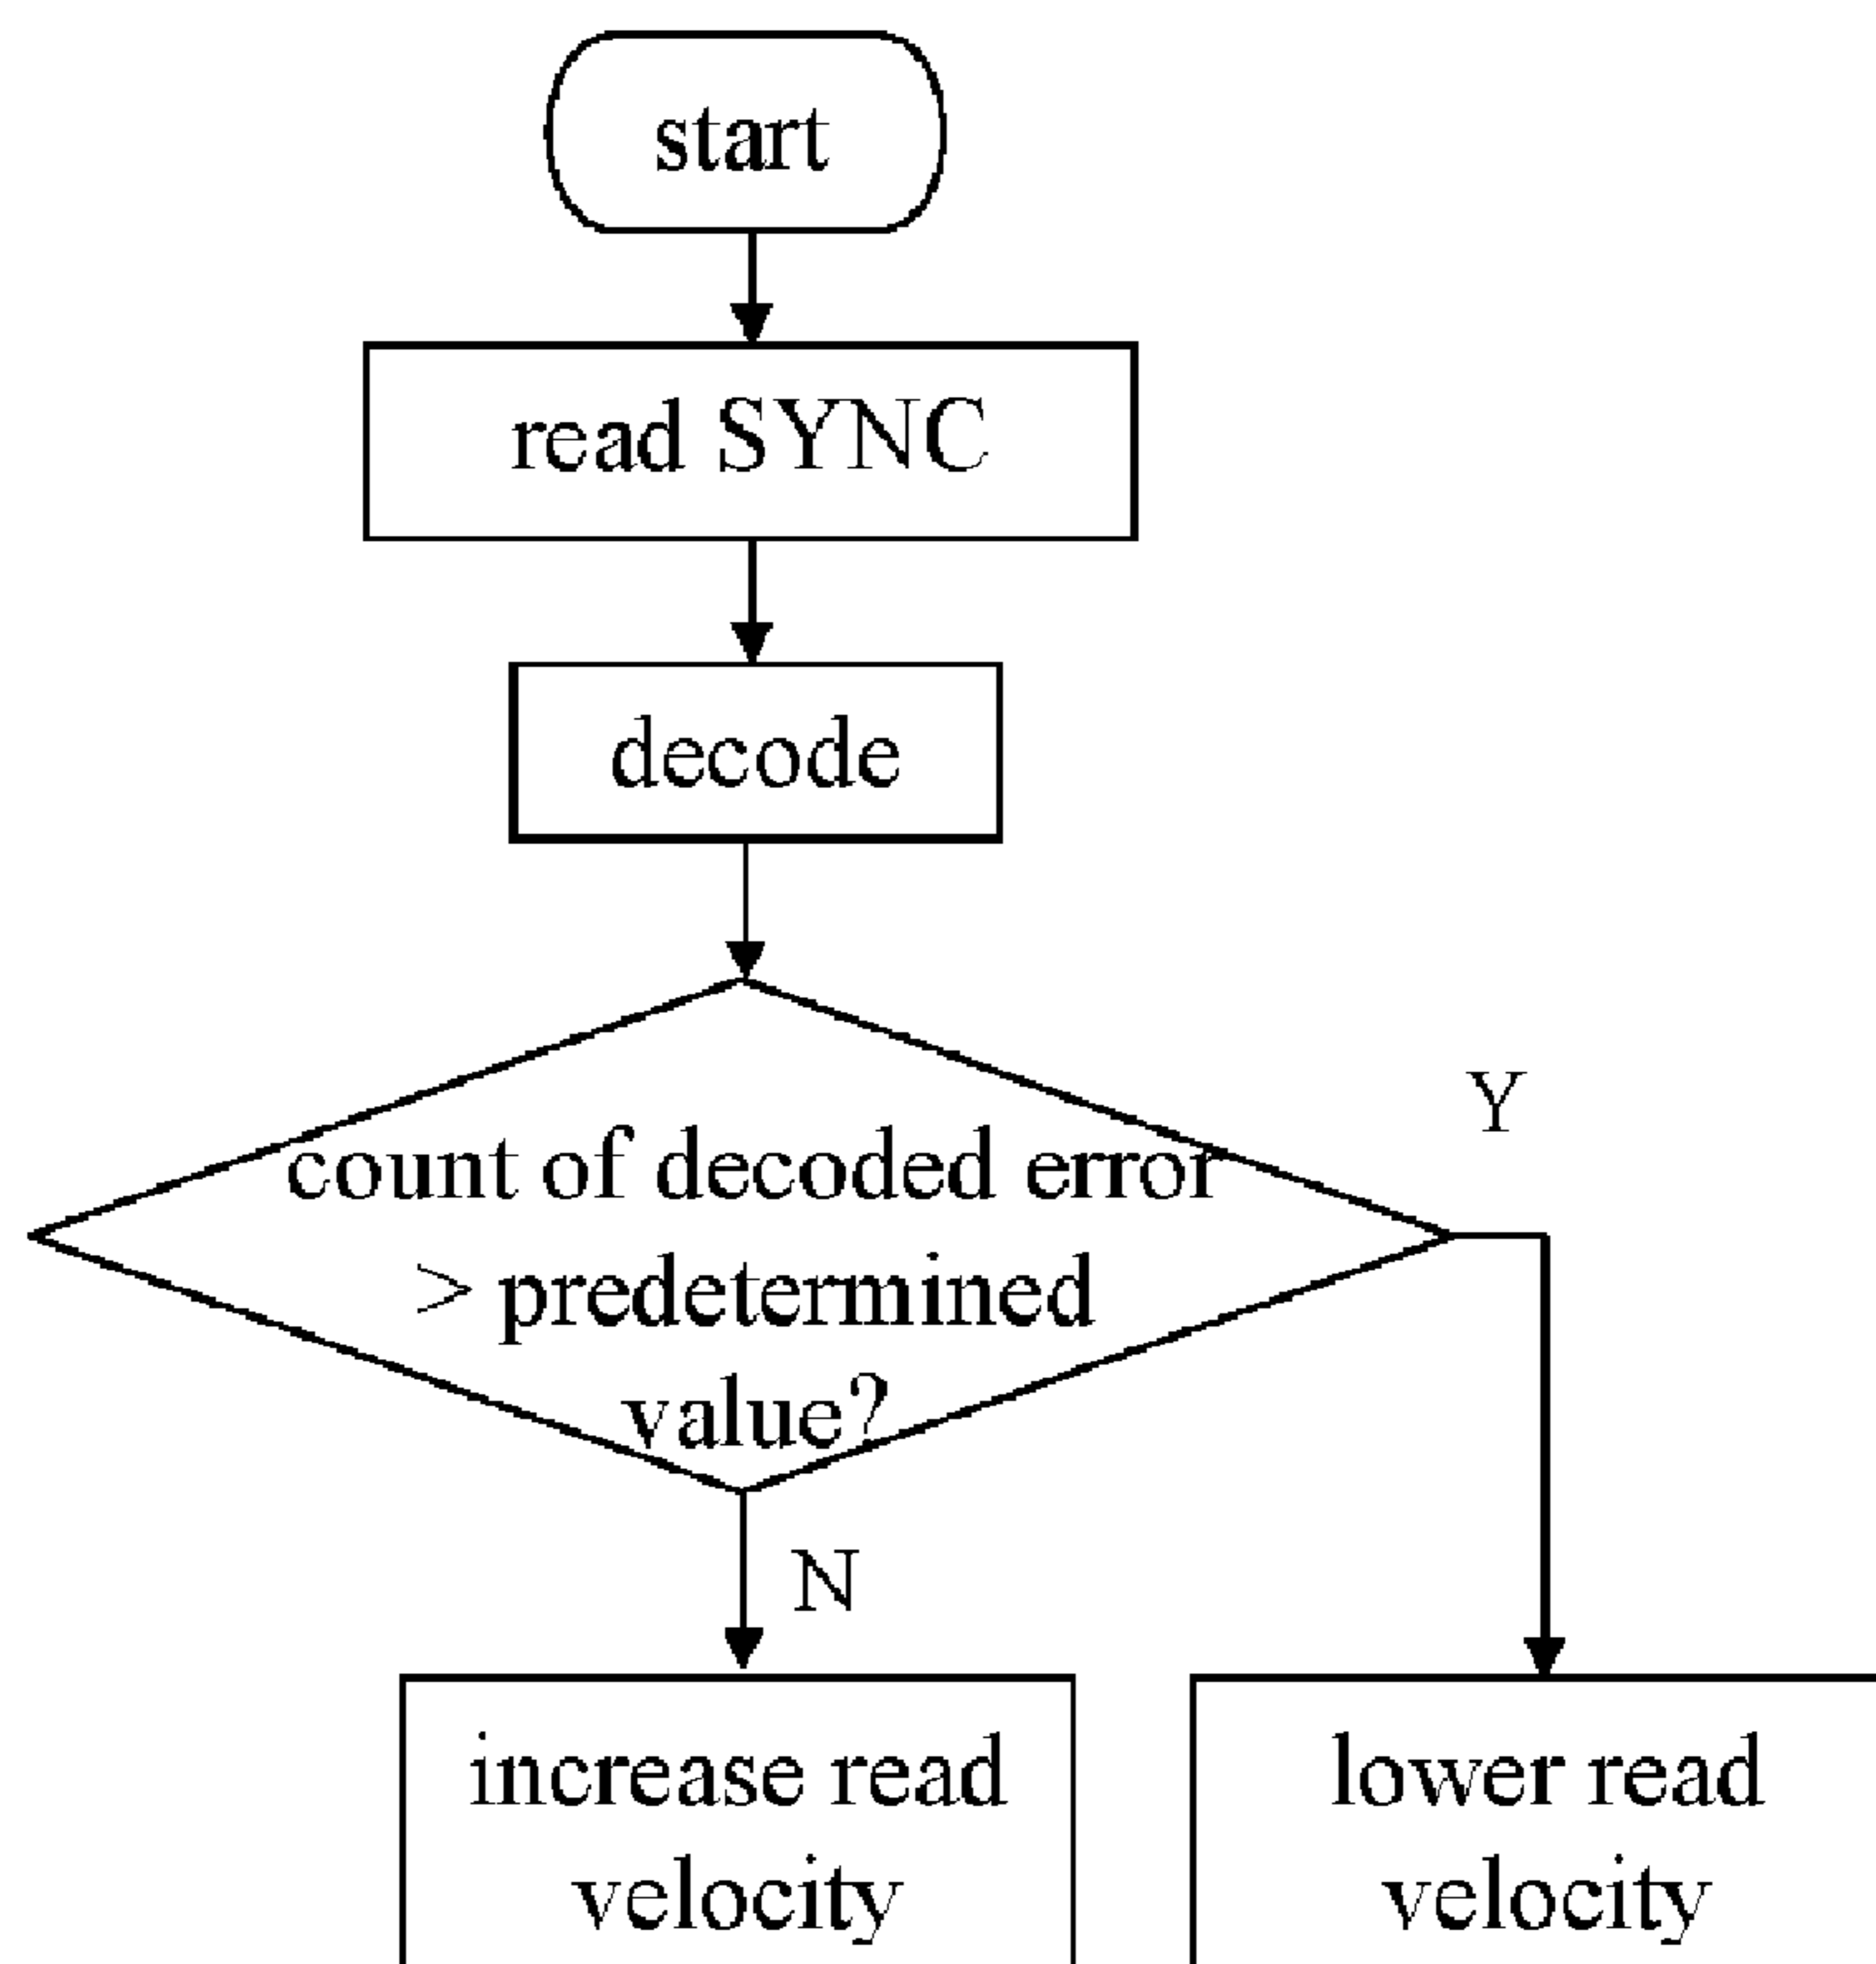 start
read SYNC
decode
count of decoded error
> predetermined
value?
Y
N
increase read
velocity
lower read
velocity